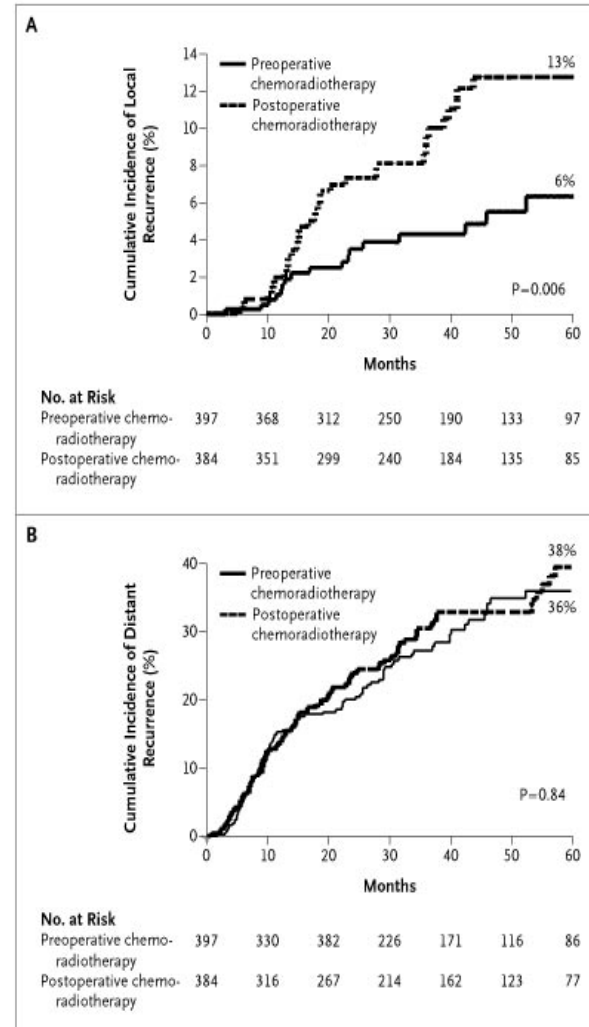 A
14
12
10
8
6
4
2
0
Cumulative Incidence of Local
Recurrence (%)
Preoperative
chemoradiotherapy
Postoperative
chemoradiotherapy
13%
6%
P=0.006
0 10 20 30 40 50 60
Months
No. at Risk
Preoperative chemo-
radiotherapy
397 368 312 250 190 133 97
Postoperative chemo-
radiotherapy
384 351 299 240 184 135 85
B
40
30
20
10
0
Cumulative Incidence of Distant
Recurrence (%)
Preoperative
chemoradiotherapy
Postoperative
chemoradiotherapy
38%
36%
P=0.84
0 10 20 30 40 50 60
Months
No. at Risk
Preoperative chemo-
radiotherapy
397 330 382 226 171 116 86
Postoperative chemo-
radiotherapy
384 316 267 214 162 123 77